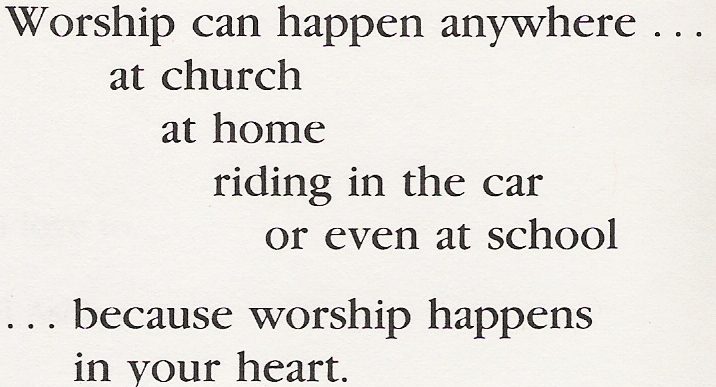 Worship can happen anywhere . . .
at church
at home
riding in the car
or even at school
. . . because worship happens
in your heart.